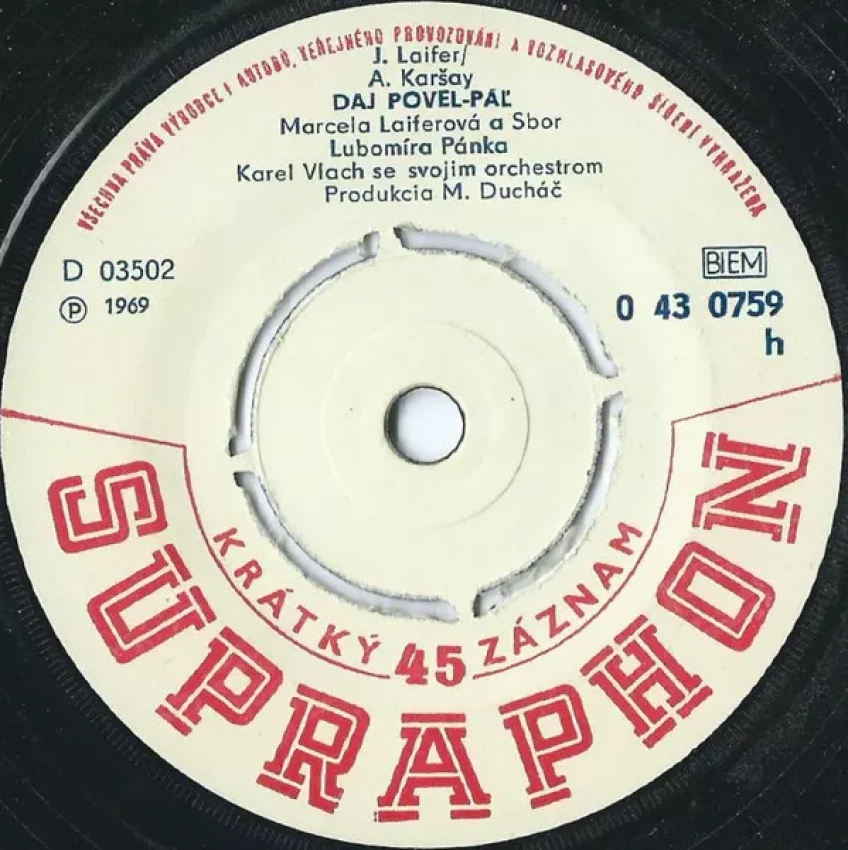 VŠECHNA PRÁVA VÝROBCE I AUTORŮ, VEŘEJNÉHO PROVOZOVÁNÍ A ROZHLASOVÉHO ŠÍŘENÍ VYHRAŽENA
J. Laifer/
A. Karšay
DAJ POVEL-PÁĽ
Marcela Laiferová a Sbor
Lubomíra Pánka
Karel Vlach se svojim orchestrom
Produkcia M. Ducháč
D 03502
℗ 1969
BIEM
0 43 0759
h
KRÁTKÝ 45 ZÁZNAM
SUPRAPHON